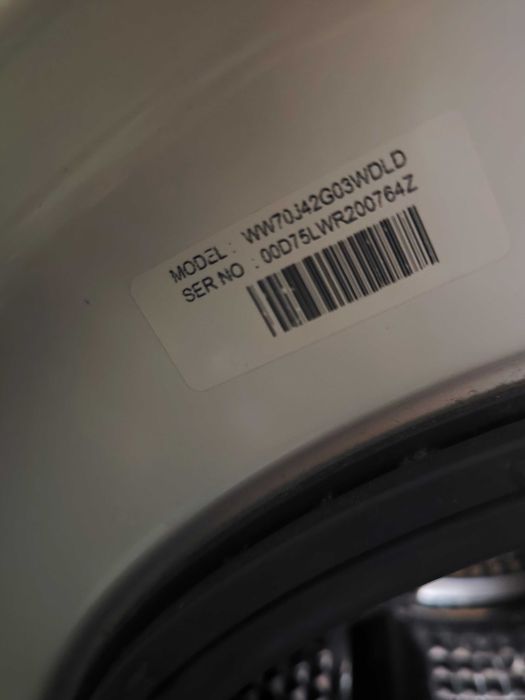 MODEL : WW70J42G03WDLD
SER NO : 00D75LWR200764Z